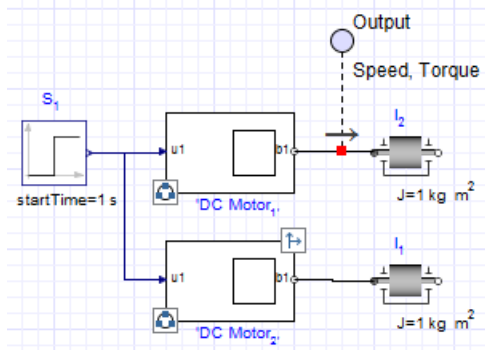 Output
Speed, Torque
S₁
startTime=1 s
u1
b1
'DC Motor₁'
I₂
J=1 kg m²
u1
b1
'DC Motor₂'
I₁
J=1 kg m²